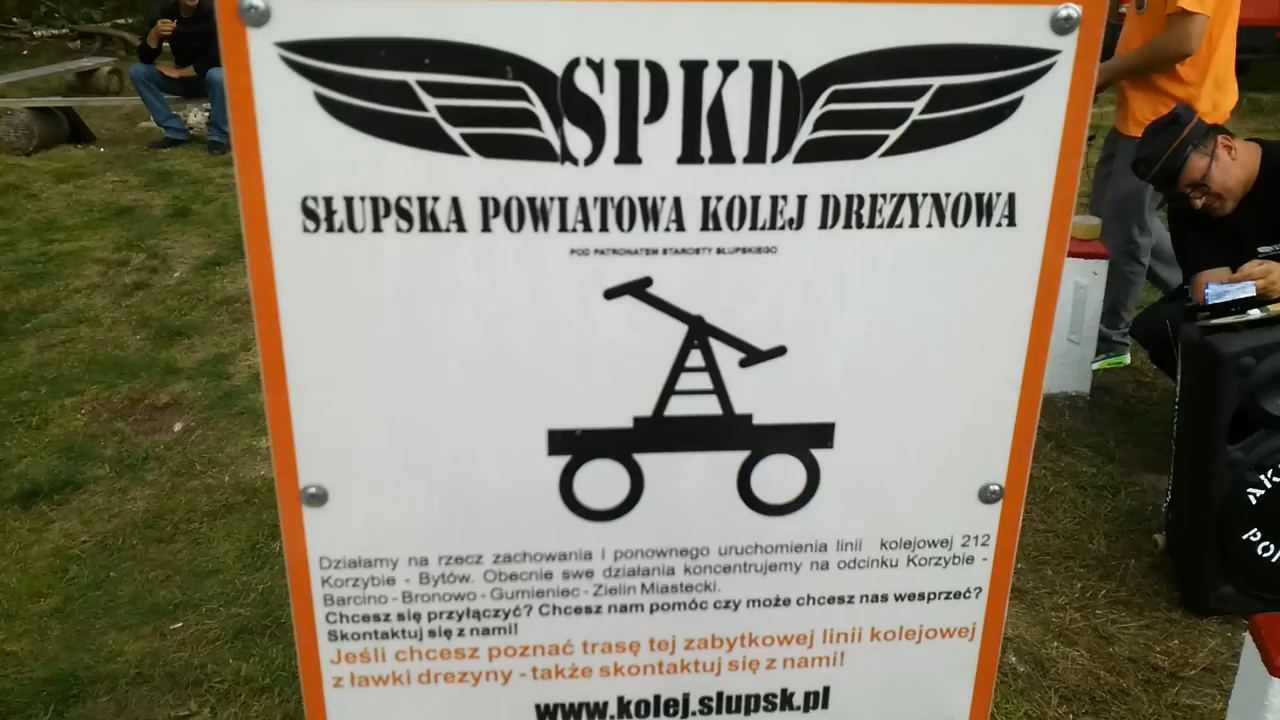 SPKD
SŁUPSKA POWIATOWA KOLEJ DREZYNOWA
POD PATRONATEM STAROSTY SŁUPSKIEGO
Działamy na rzecz zachowania i ponownego uruchomienia linii kolejowej 212
Korzybie - Bytów. Obecnie swe działania koncentrujemy na odcinku Korzybie -
Barcino - Bronowo - Gumieniec - Zielin Miastecki.
Chcesz się przyłączyć? Chcesz nam pomóc czy może chcesz nas wesprzeć?
Skontaktuj się z nami!
Jeśli chcesz poznać trasę tej zabytkowej linii kolejowej
z ławki drezyny - także skontaktuj się z nami!
www.kolej.slupsk.pl